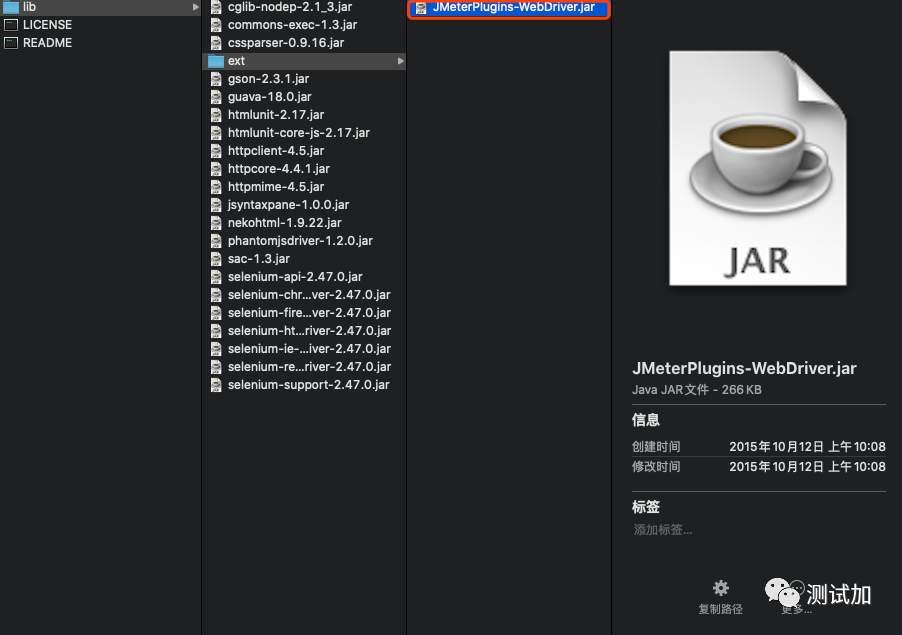 lib
LICENSE
README
cglib-nodep-2.1_3.jar
commons-exec-1.3.jar
cssparser-0.9.16.jar
ext
gson-2.3.1.jar
guava-18.0.jar
htmlunit-2.17.jar
htmlunit-core-js-2.17.jar
httpclient-4.5.jar
httpcore-4.4.1.jar
httpmime-4.5.jar
jsyntaxpane-1.0.0.jar
nekohtml-1.9.22.jar
phantomjsdriver-1.2.0.jar
sac-1.3.jar
selenium-api-2.47.0.jar
selenium-chr...ver-2.47.0.jar
selenium-fire...ver-2.47.0.jar
selenium-ht...river-2.47.0.jar
selenium-ie-...iver-2.47.0.jar
selenium-re...river-2.47.0.jar
selenium-support-2.47.0.jar
JMeterPlugins-WebDriver.jar
JAR
JMeterPlugins-WebDriver.jar
Java JAR文件 - 266 KB
信息
创建时间 2015年10月12日 上午10:08
修改时间 2015年10月12日 上午10:08
标签
添加标签...
复制路径
更多...
测试加